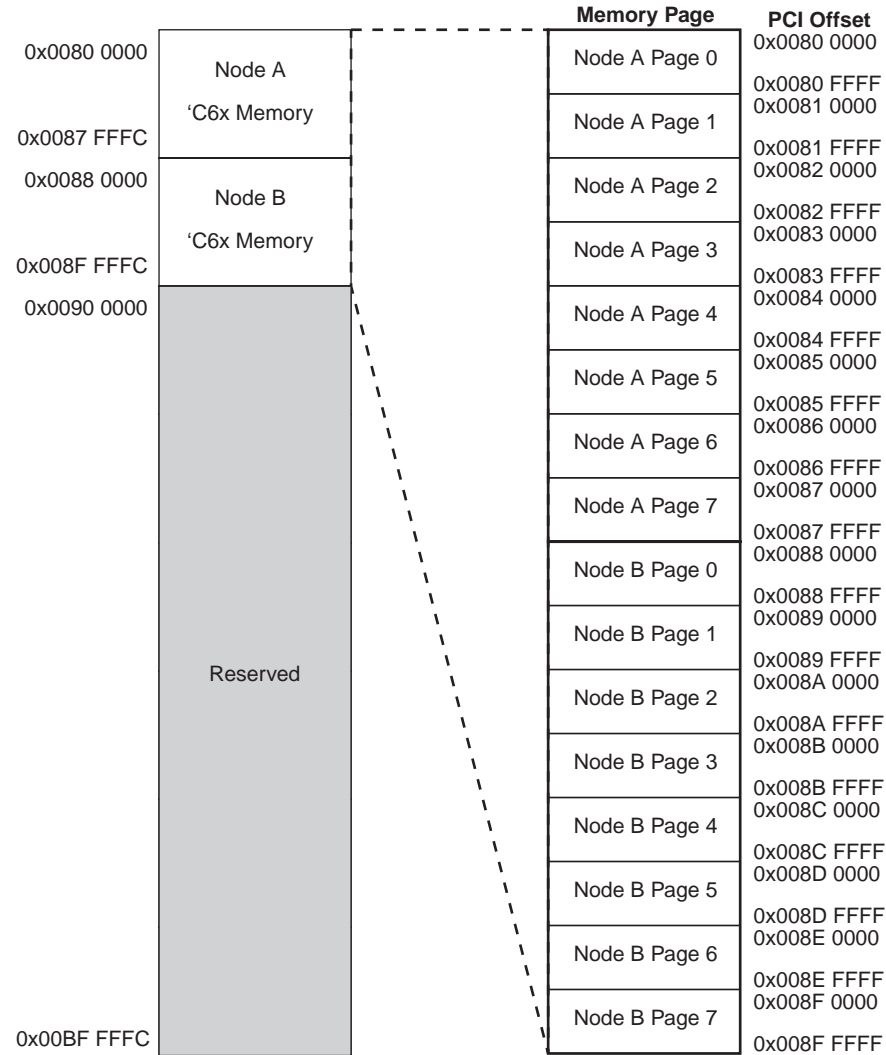 0x0080 0000
Node A
‘C6x Memory
0x0087 FFFC
0x0088 0000
Node B
‘C6x Memory
0x008F FFFC
0x0090 0000
Reserved
0x00BF FFFC
Memory Page
PCI Offset
Node A Page 0
0x0080 0000
0x0080 FFFF
Node A Page 1
0x0081 0000
0x0081 FFFF
Node A Page 2
0x0082 0000
0x0082 FFFF
Node A Page 3
0x0083 0000
0x0083 FFFF
Node A Page 4
0x0084 0000
0x0084 FFFF
Node A Page 5
0x0085 0000
0x0085 FFFF
Node A Page 6
0x0086 0000
0x0086 FFFF
Node A Page 7
0x0087 0000
0x0087 FFFF
Node B Page 0
0x0088 0000
0x0088 FFFF
Node B Page 1
0x0089 0000
0x0089 FFFF
Node B Page 2
0x008A 0000
0x008A FFFF
Node B Page 3
0x008B 0000
0x008B FFFF
Node B Page 4
0x008C 0000
0x008C FFFF
Node B Page 5
0x008D 0000
0x008D FFFF
Node B Page 6
0x008E 0000
0x008E FFFF
Node B Page 7
0x008F 0000
0x008F FFFF